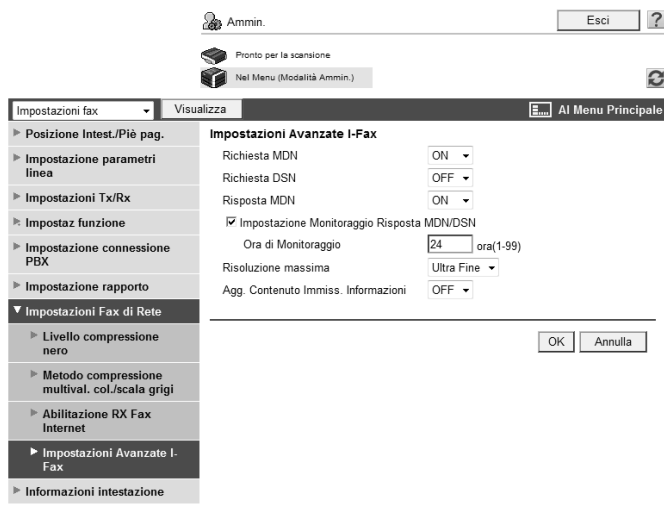 Ammin.
Esci
?
Pronto per la scansione
Nel Menu (Modalità Ammin.)
Impostazioni fax
Visualizza
Al Menu Principale
Posizione Intest./Piè pag.
Impostazione parametri
linea
Impostazioni Tx/Rx
Impostaz funzione
Impostazione connessione
PBX
Impostazione rapporto
Impostazioni Fax di Rete
Livello compressione
nero
Metodo compressione
multival. col./scala grigi
Abilitazione RX Fax
Internet
Impostazioni Avanzate I-
Fax
Informazioni intestazione
Impostazioni Avanzate I-Fax
Richiesta MDN ON
Richiesta DSN OFF
Risposta MDN ON
Impostazione Monitoraggio Risposta MDN/DSN
Ora di Monitoraggio 24 ora(1-99)
Risoluzione massima Ultra Fine
Agg. Contenuto Immiss. Informazioni OFF
OK Annulla